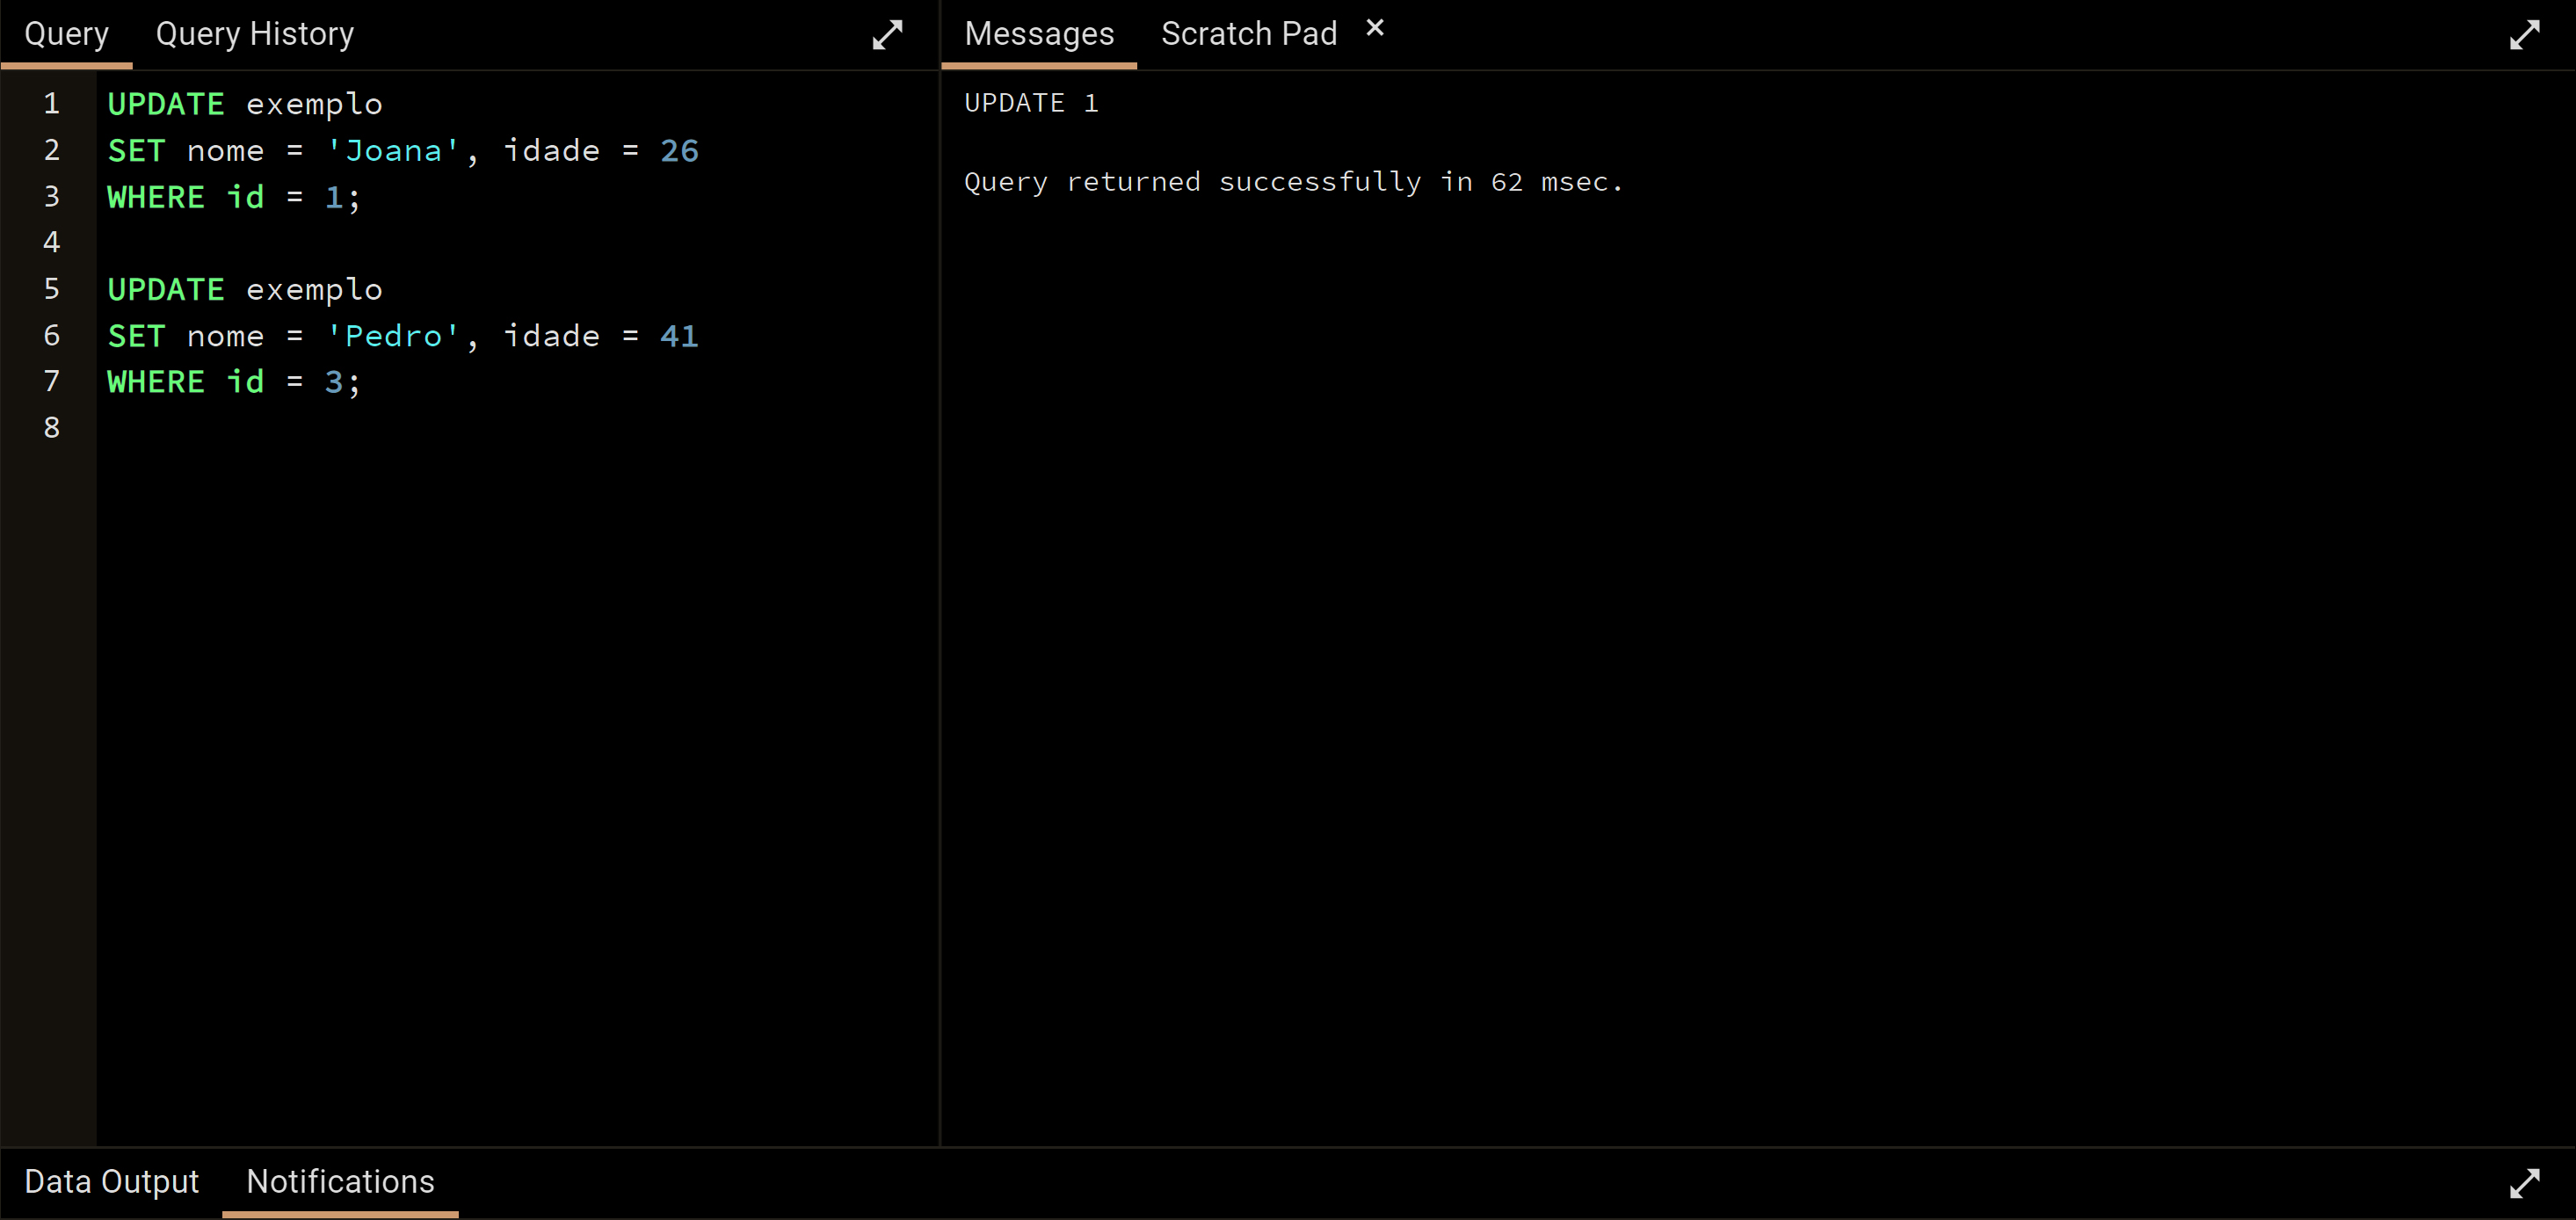 Query Query History
1 UPDATE exemplo
2 SET nome = 'Joana', idade = 26
3 WHERE id = 1;
4
5 UPDATE exemplo
6 SET nome = 'Pedro', idade = 41
7 WHERE id = 3;
8
Messages Scratch Pad ×
UPDATE 1
Query returned successfully in 62 msec.
Data Output Notifications